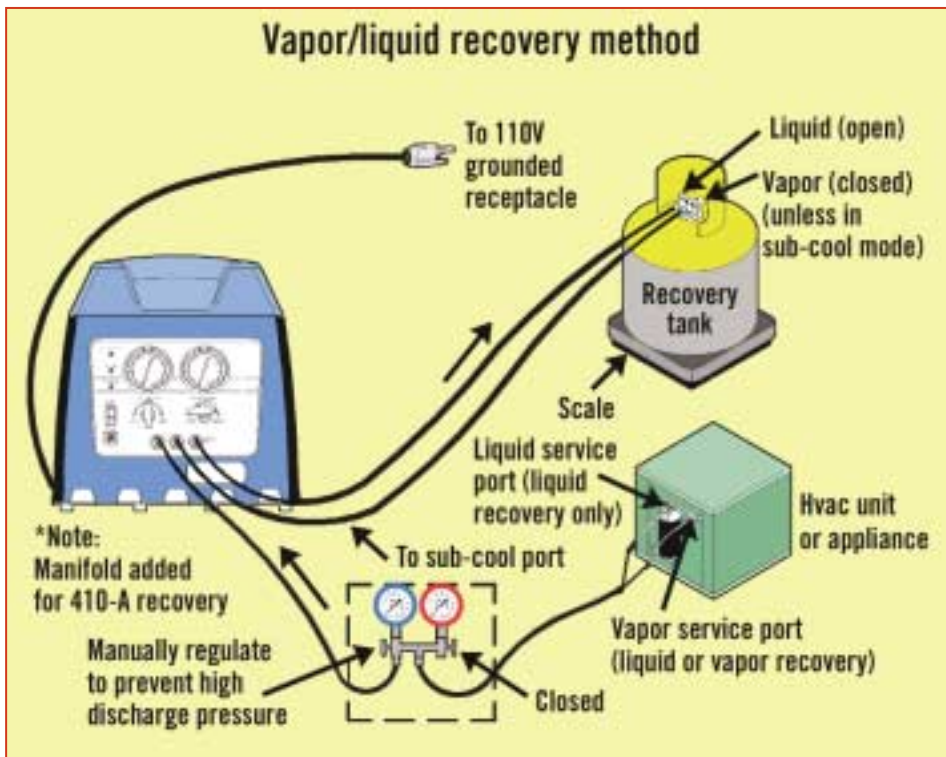 Vapor/liquid recovery method
To 110V
grounded
receptacle
Liquid (open)
Vapor (closed)
(unless in
sub-cool mode)
Recovery
tank
Scale
Liquid service
port (liquid
recovery only)
Hvac unit
or appliance
*Note:
Manifold added
for 410-A recovery
To sub-cool port
Manually regulate
to prevent high
discharge pressure
Closed
Vapor service port
(liquid or vapor recovery)